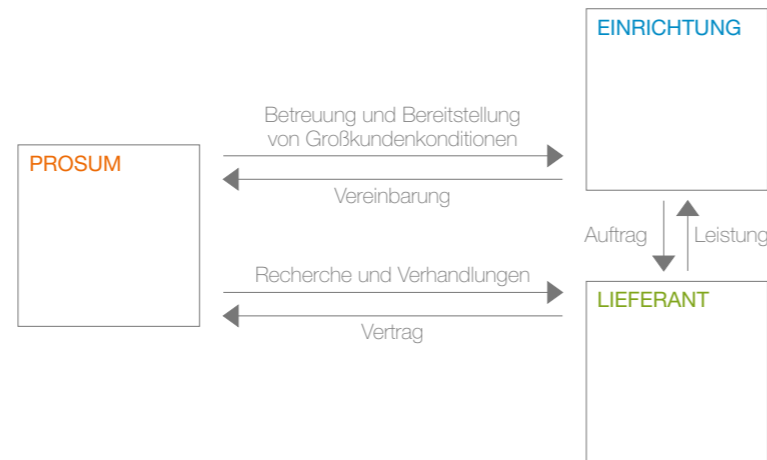 EINRICHTUNG
Betreuung und Bereitstellung
von Großkundenkonditionen
PROSUM
Vereinbarung
Auftrag
Leistung
Recherche und Verhandlungen
LIEFERANT
Vertrag